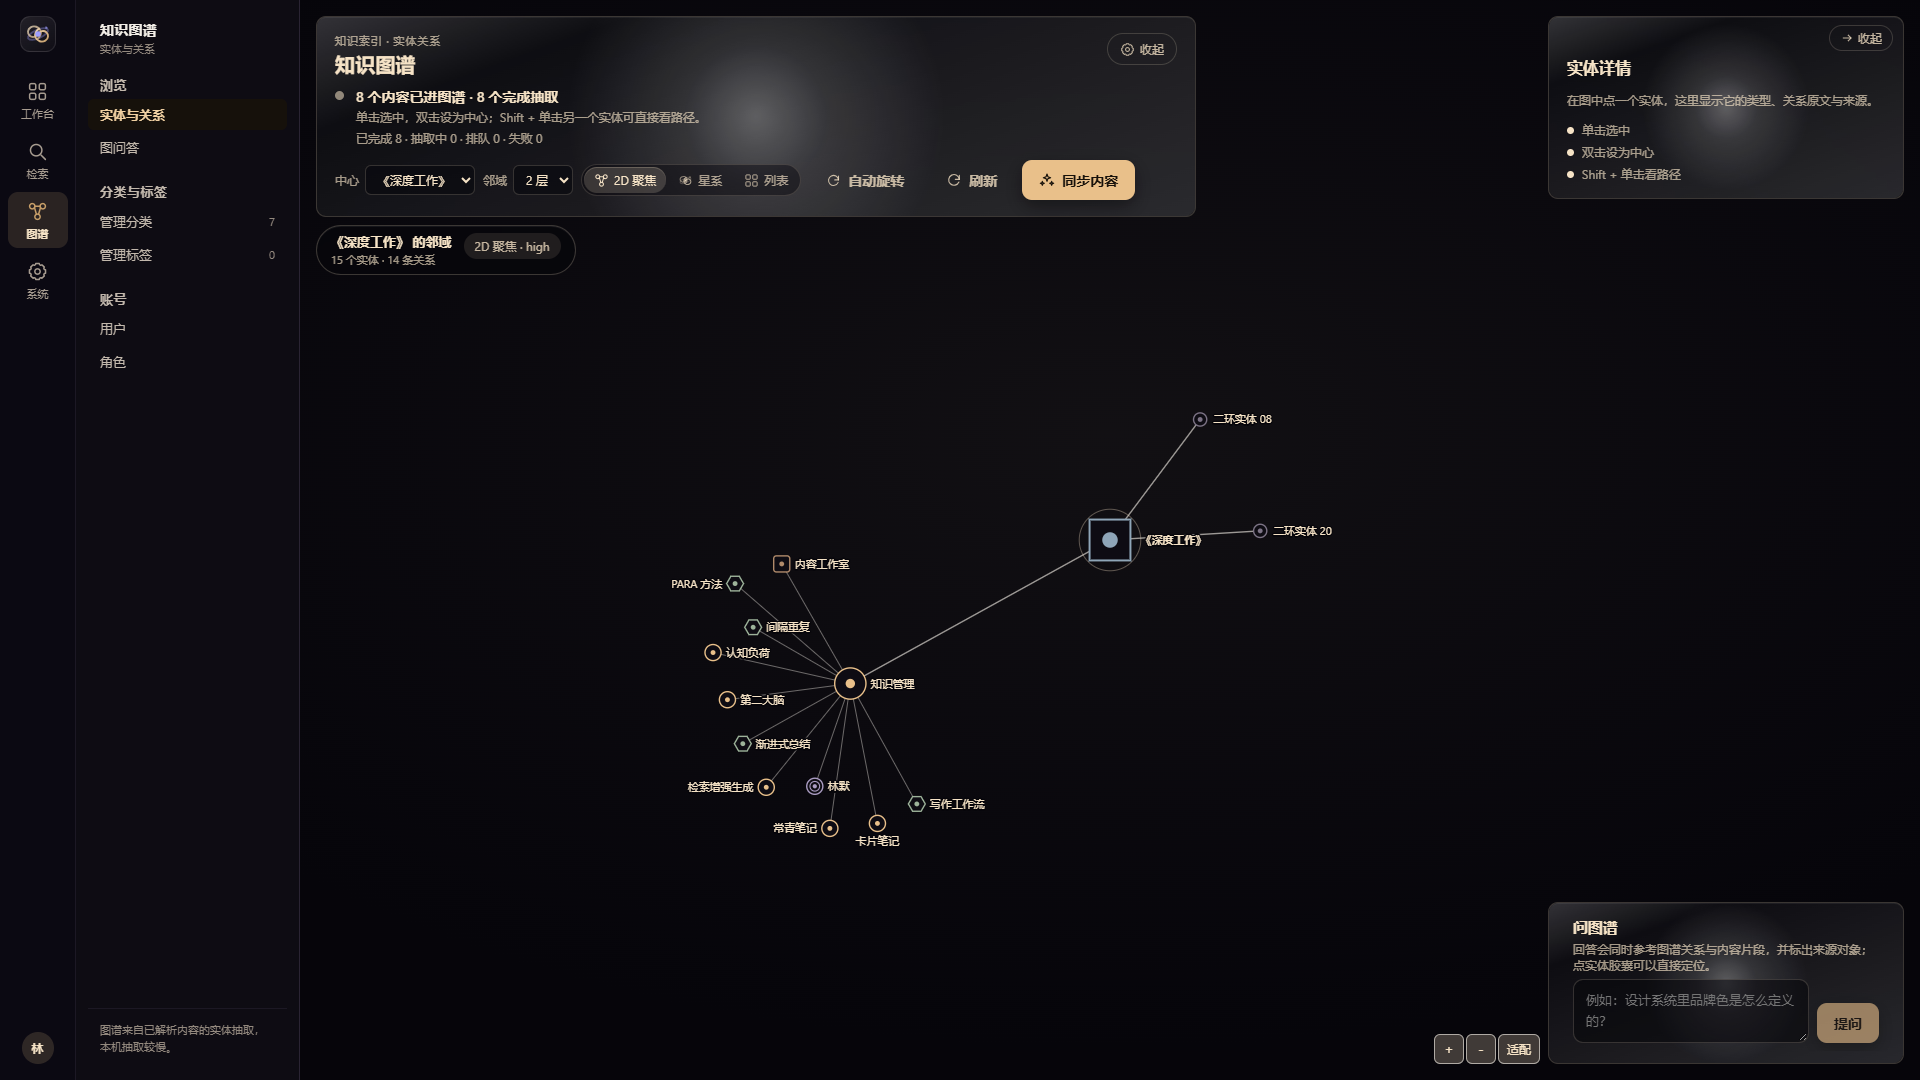 工作台
检索
图谱
系统
林
知识图谱
实体与关系
浏览
实体与关系
图问答
分类与标签
管理分类 7
管理标签 0
账号
用户
角色
图谱来自已解析内容的实体抽取，
本机抽取较慢。
知识索引 · 实体关系
知识图谱
收起
8 个内容已进图谱 · 8 个完成抽取
单击选中，双击设为中心；Shift + 单击另一个实体可直接看路径。
已完成 8 · 抽取中 0 · 排队 0 · 失败 0
中心 《深度工作》 邻域 2 层 2D 聚焦 星系 列表 自动旋转 刷新 同步内容
《深度工作》 的邻域
15 个实体 · 14 条关系
2D 聚焦 · high
二环实体 08
二环实体 20
《深度工作》
内容工作室
PARA 方法
间隔重复
认知负荷
知识管理
第二大脑
渐进式总结
检索增强生成
林默
写作工作流
常青笔记
卡片笔记
收起
实体详情
在图中点一个实体，这里显示它的类型、关系原文与来源。
单击选中
双击设为中心
Shift + 单击看路径
问图谱
回答会同时参考图谱关系与内容片段，并标出来源对象；
点实体胶囊可以直接定位。
例如：设计系统里品牌色是怎么定义
的？
提问
+ - 适配